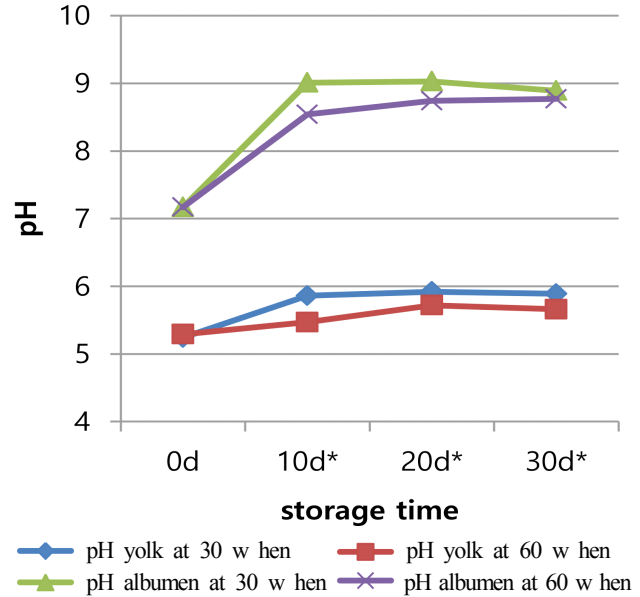 10
9
8
7
6
5
4
pH
0d 10d* 20d* 30d*
storage time
pH yolk at 30 w hen
pH yolk at 60 w hen
pH albumen at 30 w hen
pH albumen at 60 w hen